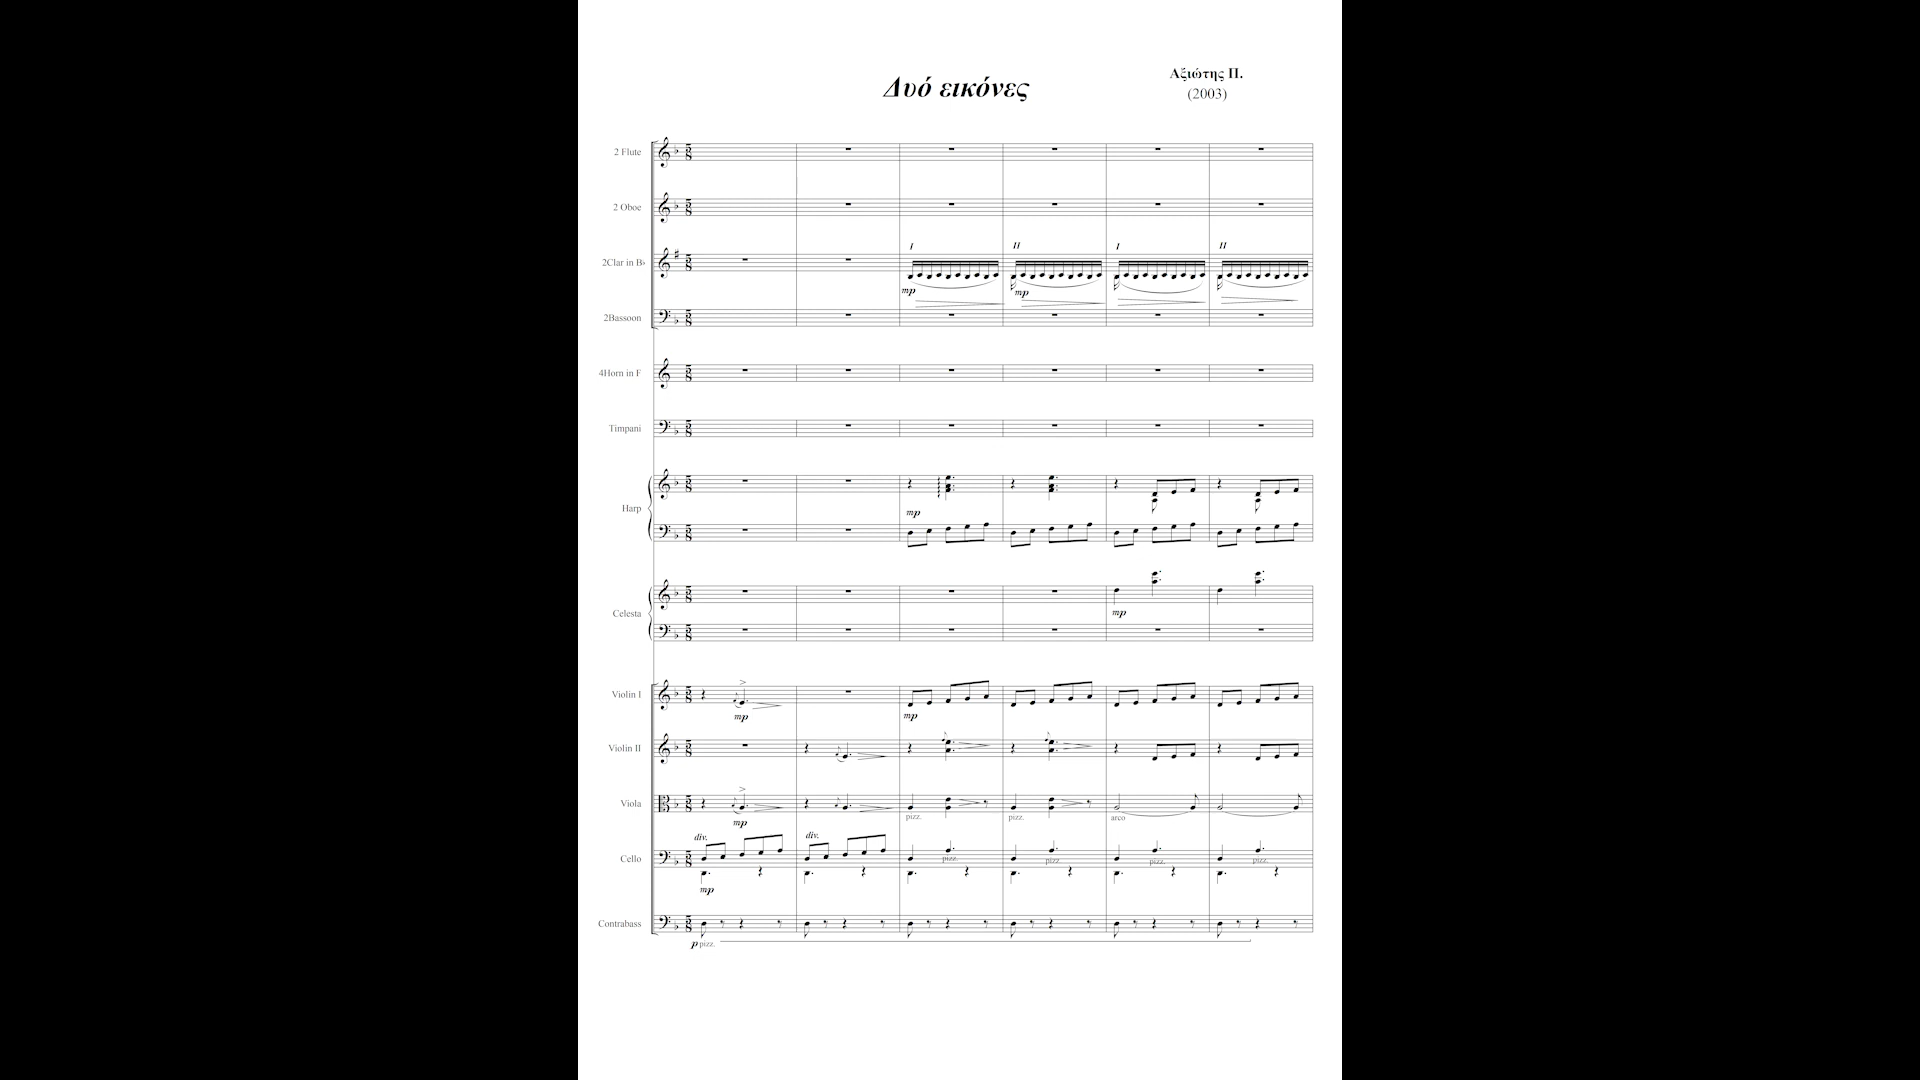 Δυό εικόνες
Αξιώτης Π.
(2003)
2 Flute
2 Oboe
2Clar in B♭
I II I II
mp mp
2Bassoon
4Horn in F
Timpani
Harp
mp
Celesta
mp
Violin I
mp mp
Violin II
Viola
mp pizz. pizz. arco
div. div.
Cello
pizz. pizz pizz. pizz.
mp
Contrabass
p pizz.